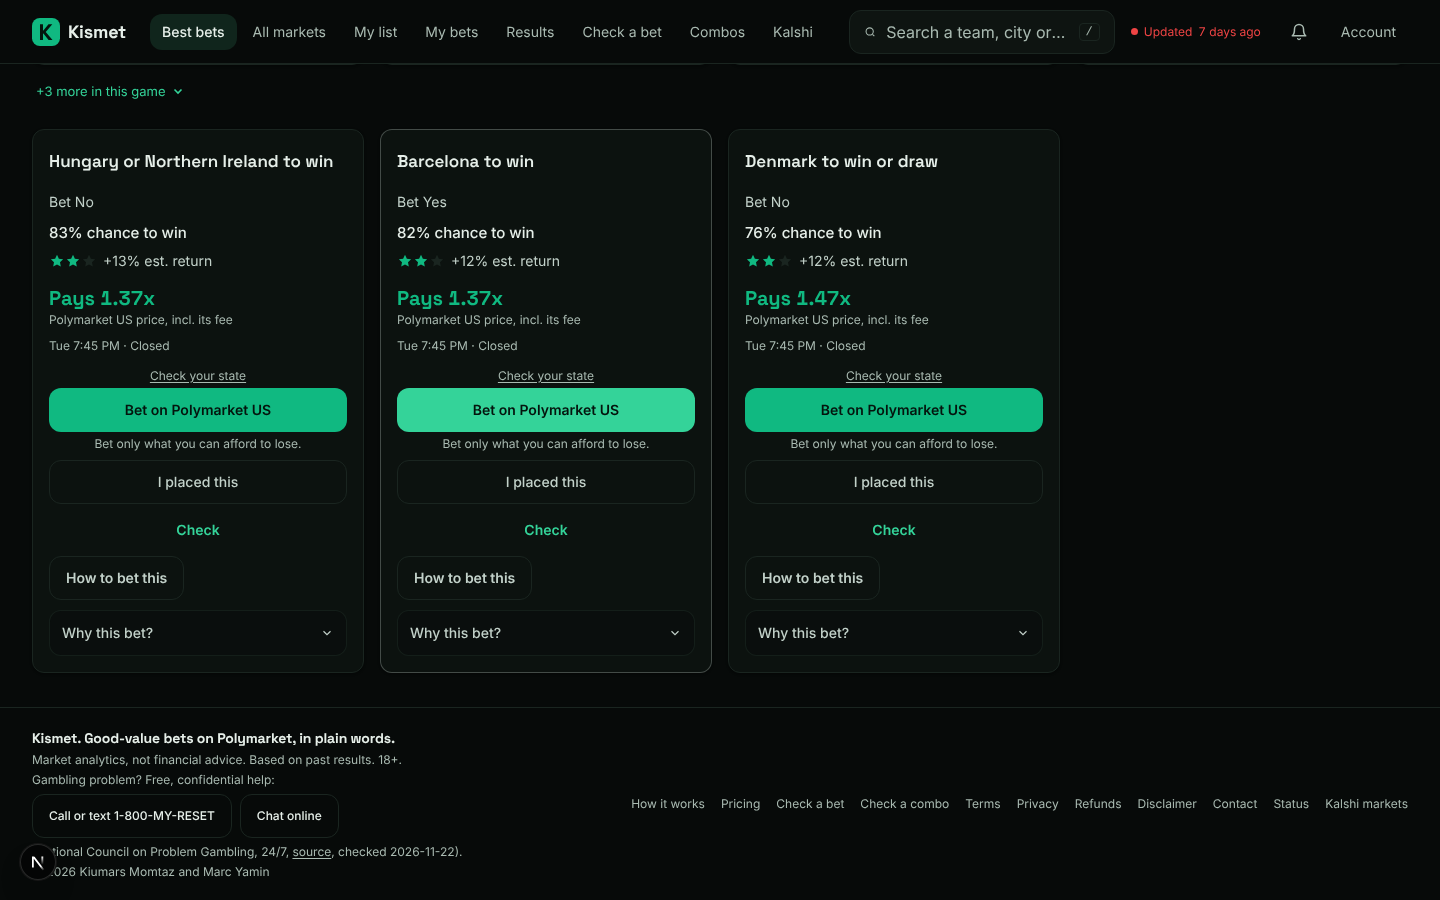 Kismet
Best bets
All markets
My list
My bets
Results
Check a bet
Combos
Kalshi
Search a team, city or...
/
Updated 7 days ago
Account
+3 more in this game
Hungary or Northern Ireland to win
Bet No
83% chance to win
+13% est. return
Pays 1.37x
Polymarket US price, incl. its fee
Tue 7:45 PM · Closed
Check your state
Bet on Polymarket US
Bet only what you can afford to lose.
I placed this
Check
How to bet this
Why this bet?
Barcelona to win
Bet Yes
82% chance to win
+12% est. return
Pays 1.37x
Polymarket US price, incl. its fee
Tue 7:45 PM · Closed
Check your state
Bet on Polymarket US
Bet only what you can afford to lose.
I placed this
Check
How to bet this
Why this bet?
Denmark to win or draw
Bet No
76% chance to win
+12% est. return
Pays 1.47x
Polymarket US price, incl. its fee
Tue 7:45 PM · Closed
Check your state
Bet on Polymarket US
Bet only what you can afford to lose.
I placed this
Check
How to bet this
Why this bet?
Kismet. Good-value bets on Polymarket, in plain words.
Market analytics, not financial advice. Based on past results. 18+.
Gambling problem? Free, confidential help:
Call or text 1-800-MY-RESET
Chat online
Council on Problem Gambling, 24/7, source, checked 2026-11-22).
Kiumars Momtaz and Marc Yamin
How it works
Pricing
Check a bet
Check a combo
Terms
Privacy
Refunds
Disclaimer
Contact
Status
Kalshi markets
N